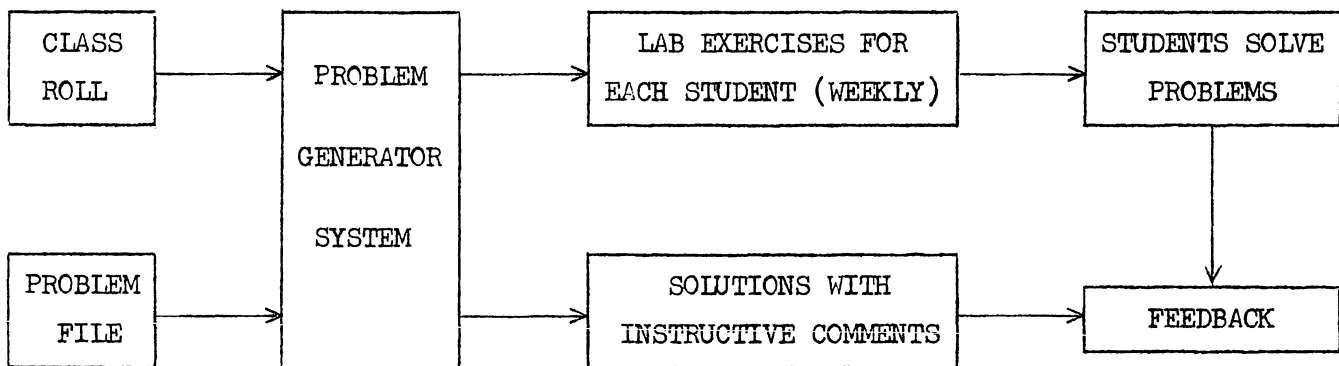 CLASS
ROLL
PROBLEM
GENERATOR
SYSTEM
LAB EXERCISES FOR
EACH STUDENT (WEEKLY)
STUDENTS SOLVE
PROBLEMS
PROBLEM
FILE
SOLUTIONS WITH
INSTRUCTIVE COMMENTS
FEEDBACK